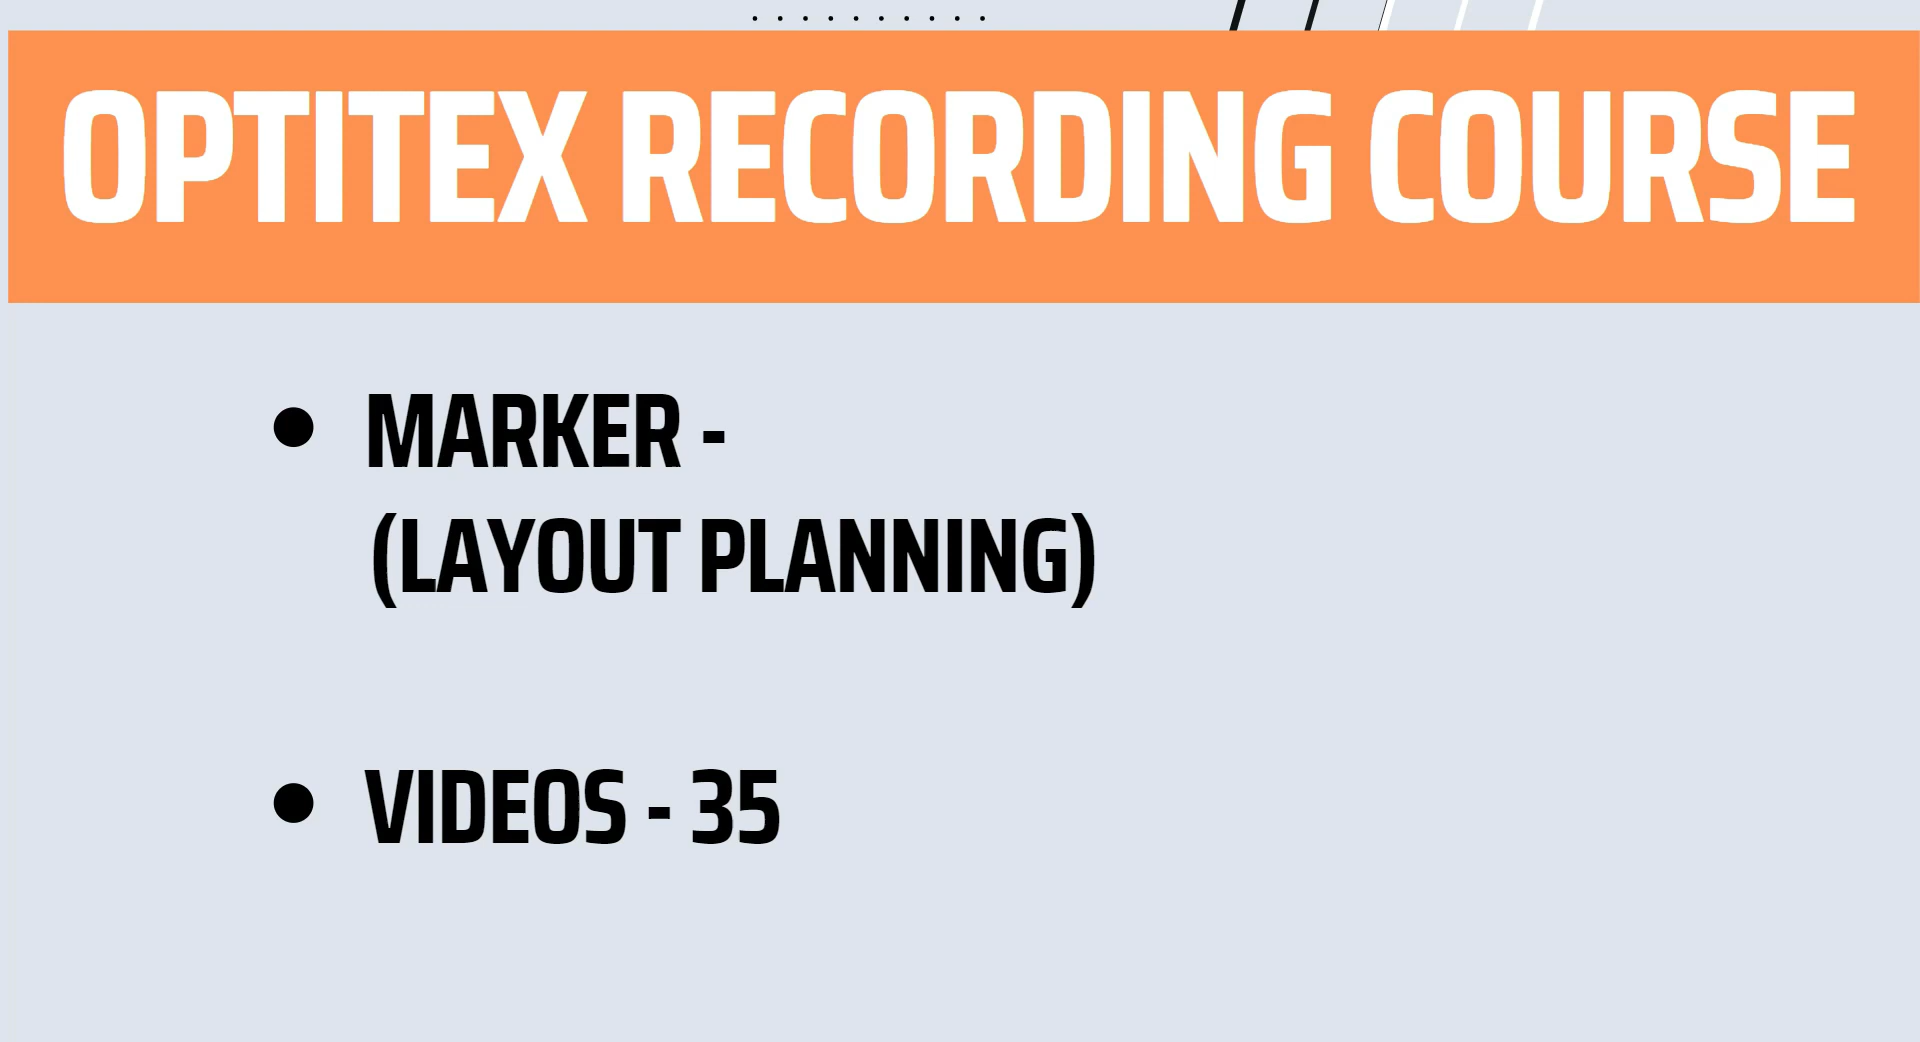 OPTITEX RECORDING COURSE
• MARKER -
(LAYOUT PLANNING)
• VIDEOS - 35